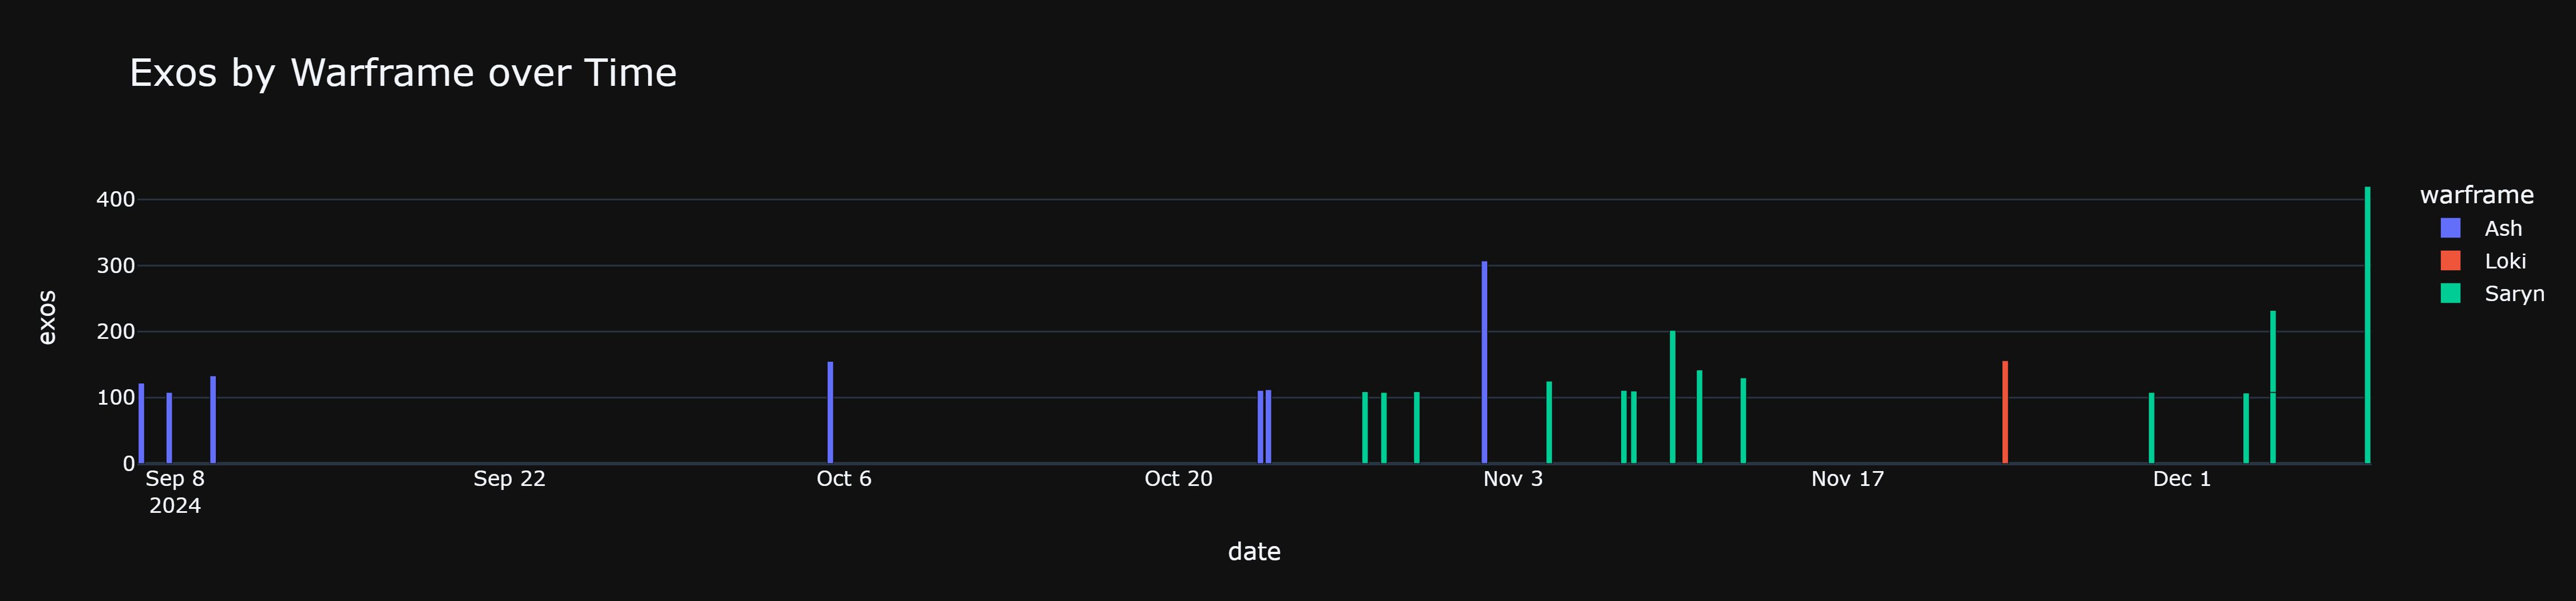 Exos by Warframe over Time
400
300
200
100
0
exos
Sep 8
2024
Sep 22
Oct 6
Oct 20
Nov 3
Nov 17
Dec 1
date
warframe
Ash
Loki
Saryn